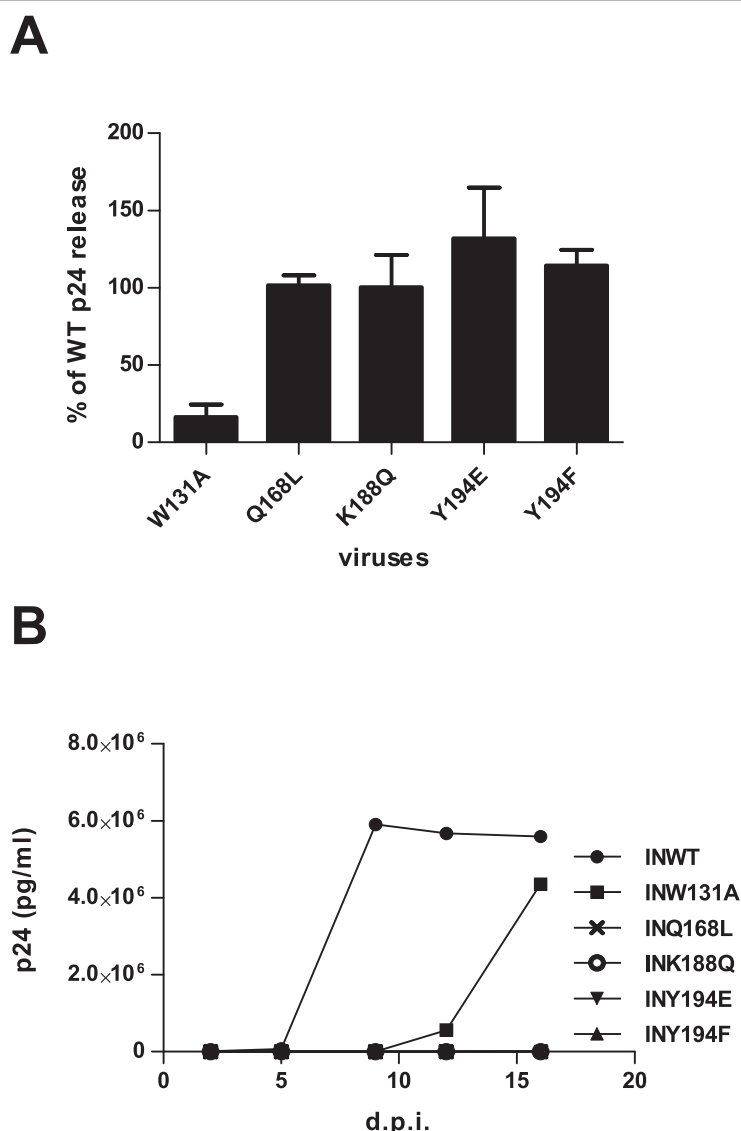 A
200
150
100
50
0
% of WT p24 release
W131A
Q168L
K188Q
Y194E
Y194F
viruses
B
8.0×10⁶
6.0×10⁶
4.0×10⁶
2.0×10⁶
0
p24 (pg/ml)
0 5 10 15 20
d.p.i.
INWT
INW131A
INQ168L
INK188Q
INY194E
INY194F